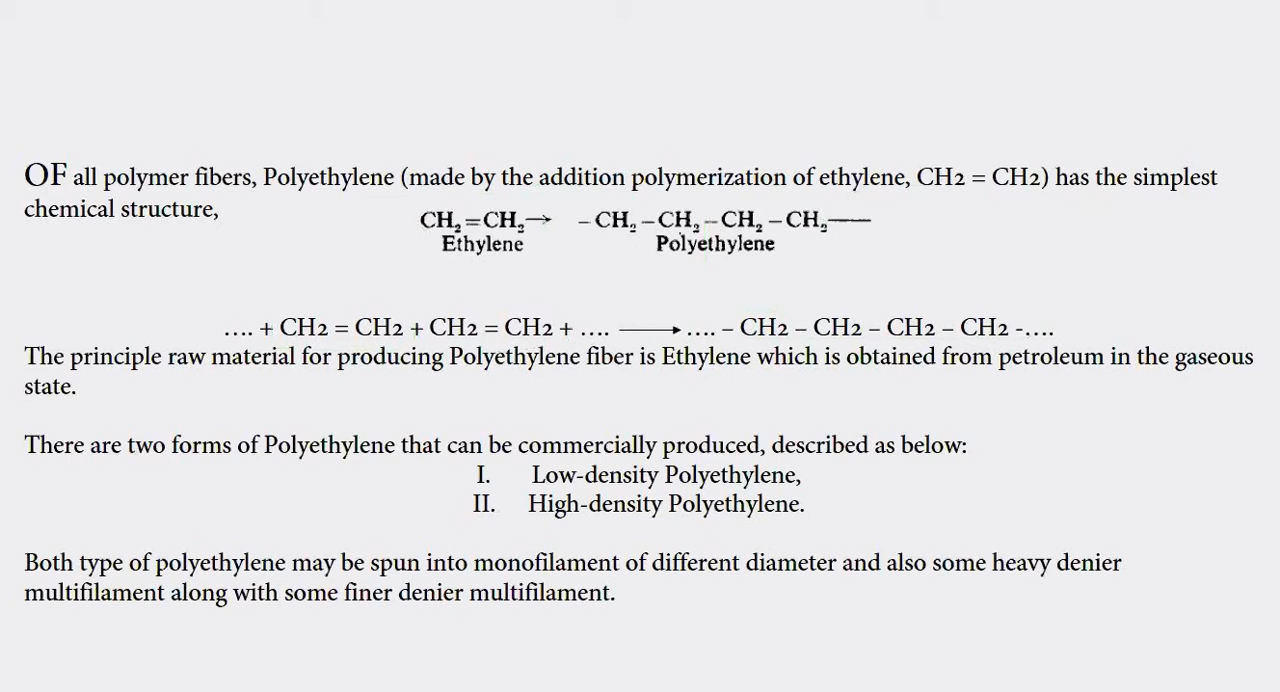 OF all polymer fibers, Polyethylene (made by the addition polymerization of ethylene, CH2 = CH2) has the simplest
chemical structure,
CH₂=CH₂→ –CH₂–CH₂–CH₂–CH₂—
Ethylene Polyethylene
…. + CH2 = CH2 + CH2 = CH2 + …. ⟶ …. – CH2 – CH2 – CH2 – CH2 -….
The principle raw material for producing Polyethylene fiber is Ethylene which is obtained from petroleum in the gaseous
state.
There are two forms of Polyethylene that can be commercially produced, described as below:
I. Low-density Polyethylene,
II. High-density Polyethylene.
Both type of polyethylene may be spun into monofilament of different diameter and also some heavy denier
multifilament along with some finer denier multifilament.